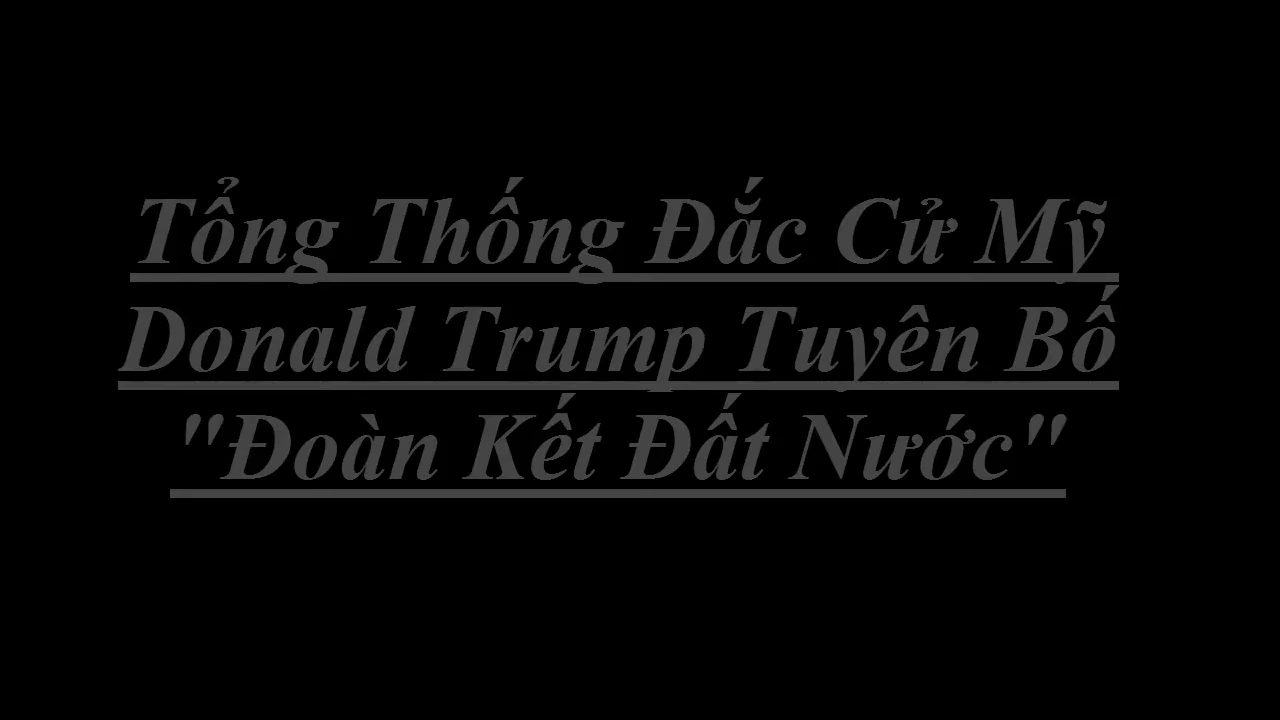 Tổng Thống Đắc Cử Mỹ
Donald Trump Tuyên Bố
"Đoàn Kết Đất Nước"